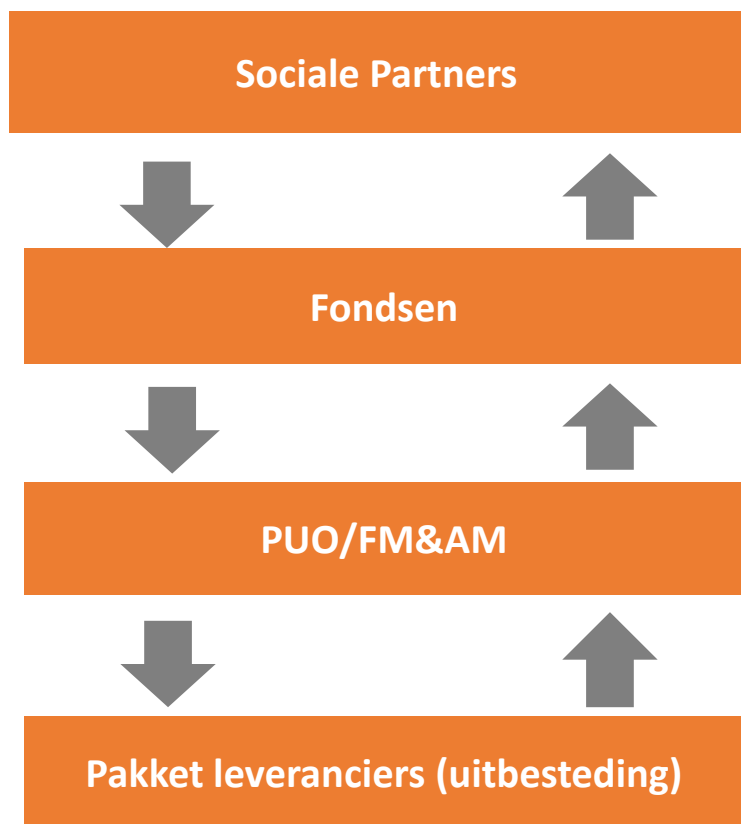 Sociale Partners
Fondsen
PUO/FM&AM
Pakket leveranciers (uitbesteding)